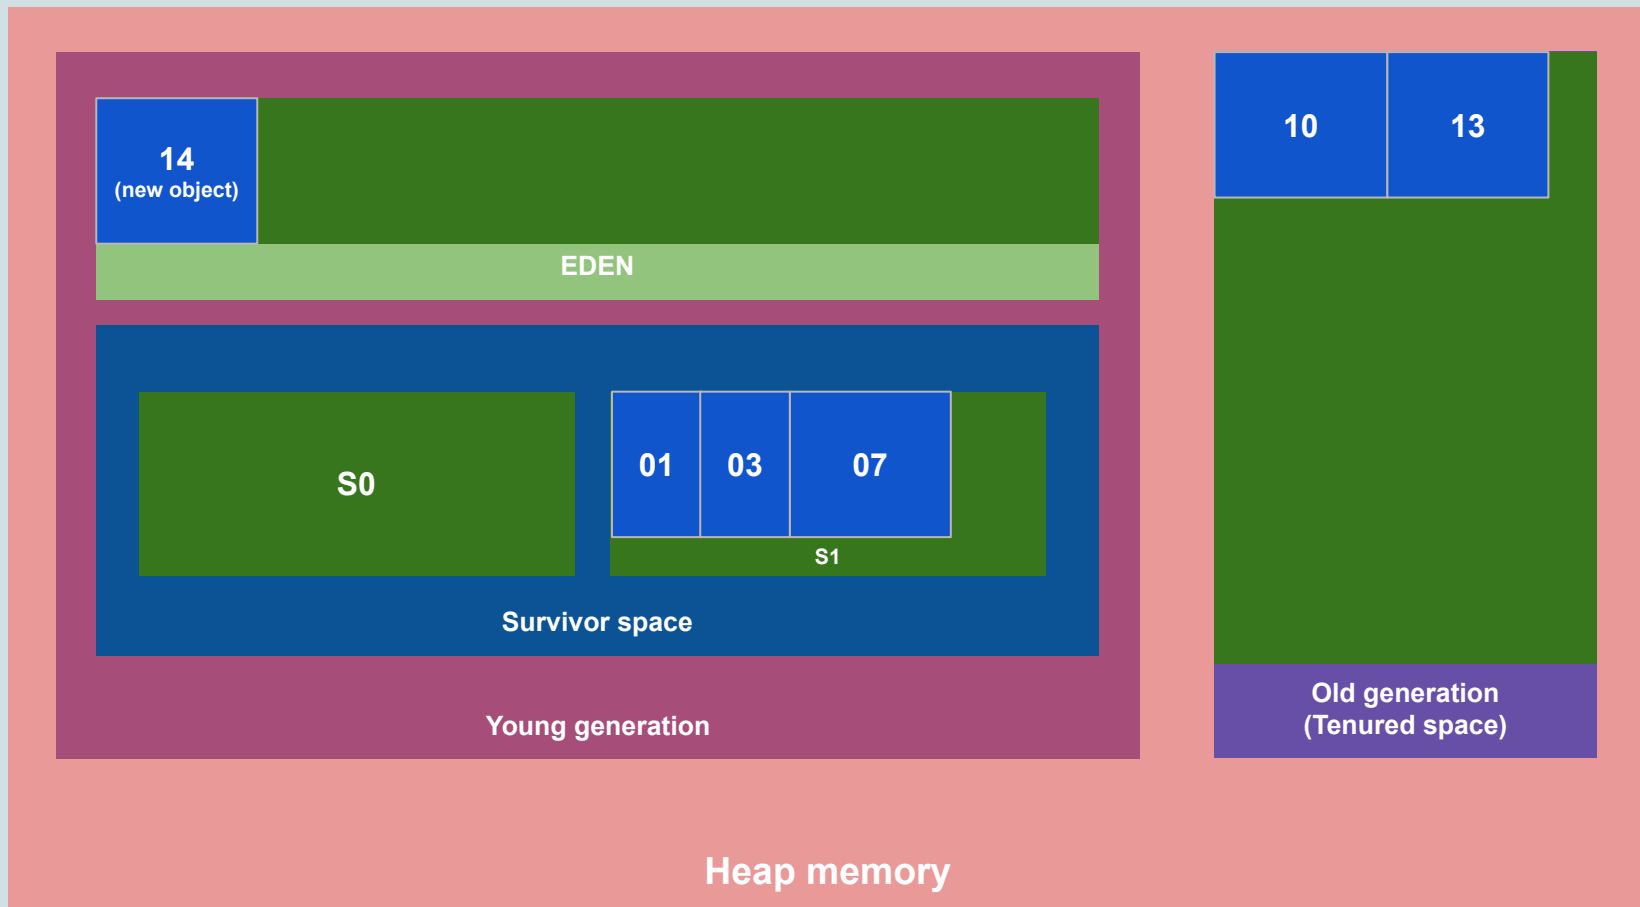 14
(new object)
EDEN
S0
01
03
07
S1
Survivor space
Young generation
10
13
Old generation
(Tenured space)
Heap memory